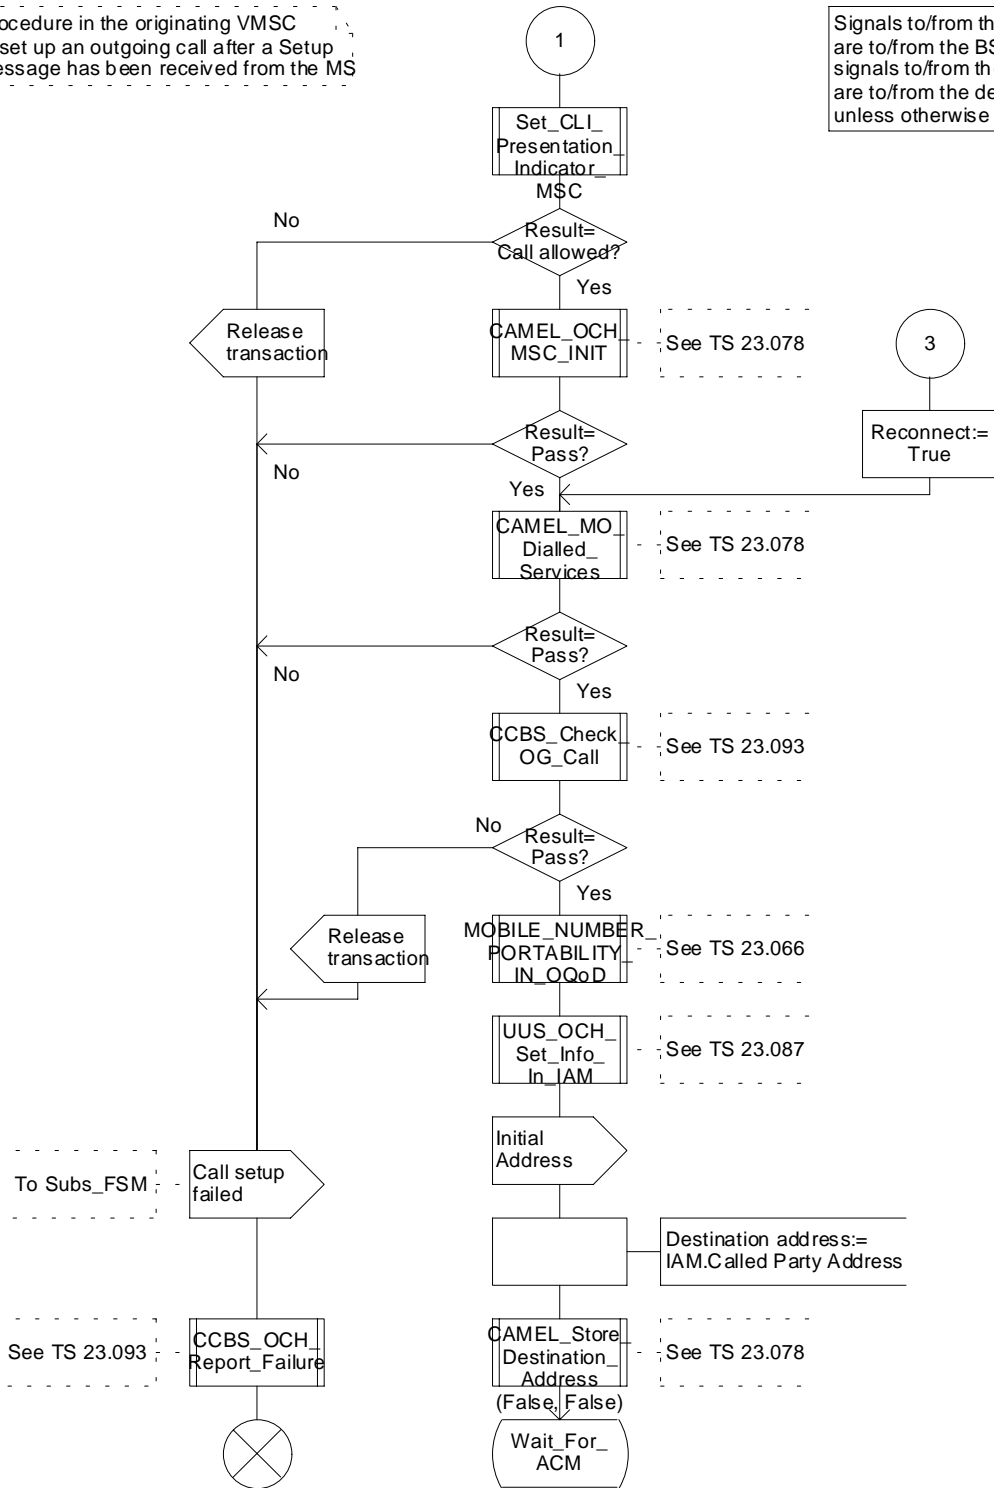 ocedure in the originating VMSC
set up an outgoing call after a Setup
essage has been received from the MS
1
Signals to/from th
are to/from the BS
signals to/from th
are to/from the de
unless otherwise
Set_CLI_
Presentation_
Indicator_
MSC
No
Result=
Call allowed?
Yes
Release
transaction
CAMEL_OCH_
MSC_INIT
See TS 23.078
3
Result=
Pass?
No
Yes
Reconnect:=
True
CAMEL_MO_
Dialled_
Services
See TS 23.078
Result=
Pass?
No
Yes
CCBS_Check_
OG_Call
See TS 23.093
No
Result=
Pass?
Yes
Release
transaction
MOBILE_NUMBER_
PORTABILITY_
IN_OQoD
See TS 23.066
UUS_OCH_
Set_Info_
In_IAM
See TS 23.087
Initial
Address
To Subs_FSM
Call setup
failed
Destination address:=
IAM.Called Party Address
See TS 23.093
CCBS_OCH_
Report_Failure
CAMEL_Store_
Destination_
Address
See TS 23.078
(False, False)
Wait_For_
ACM